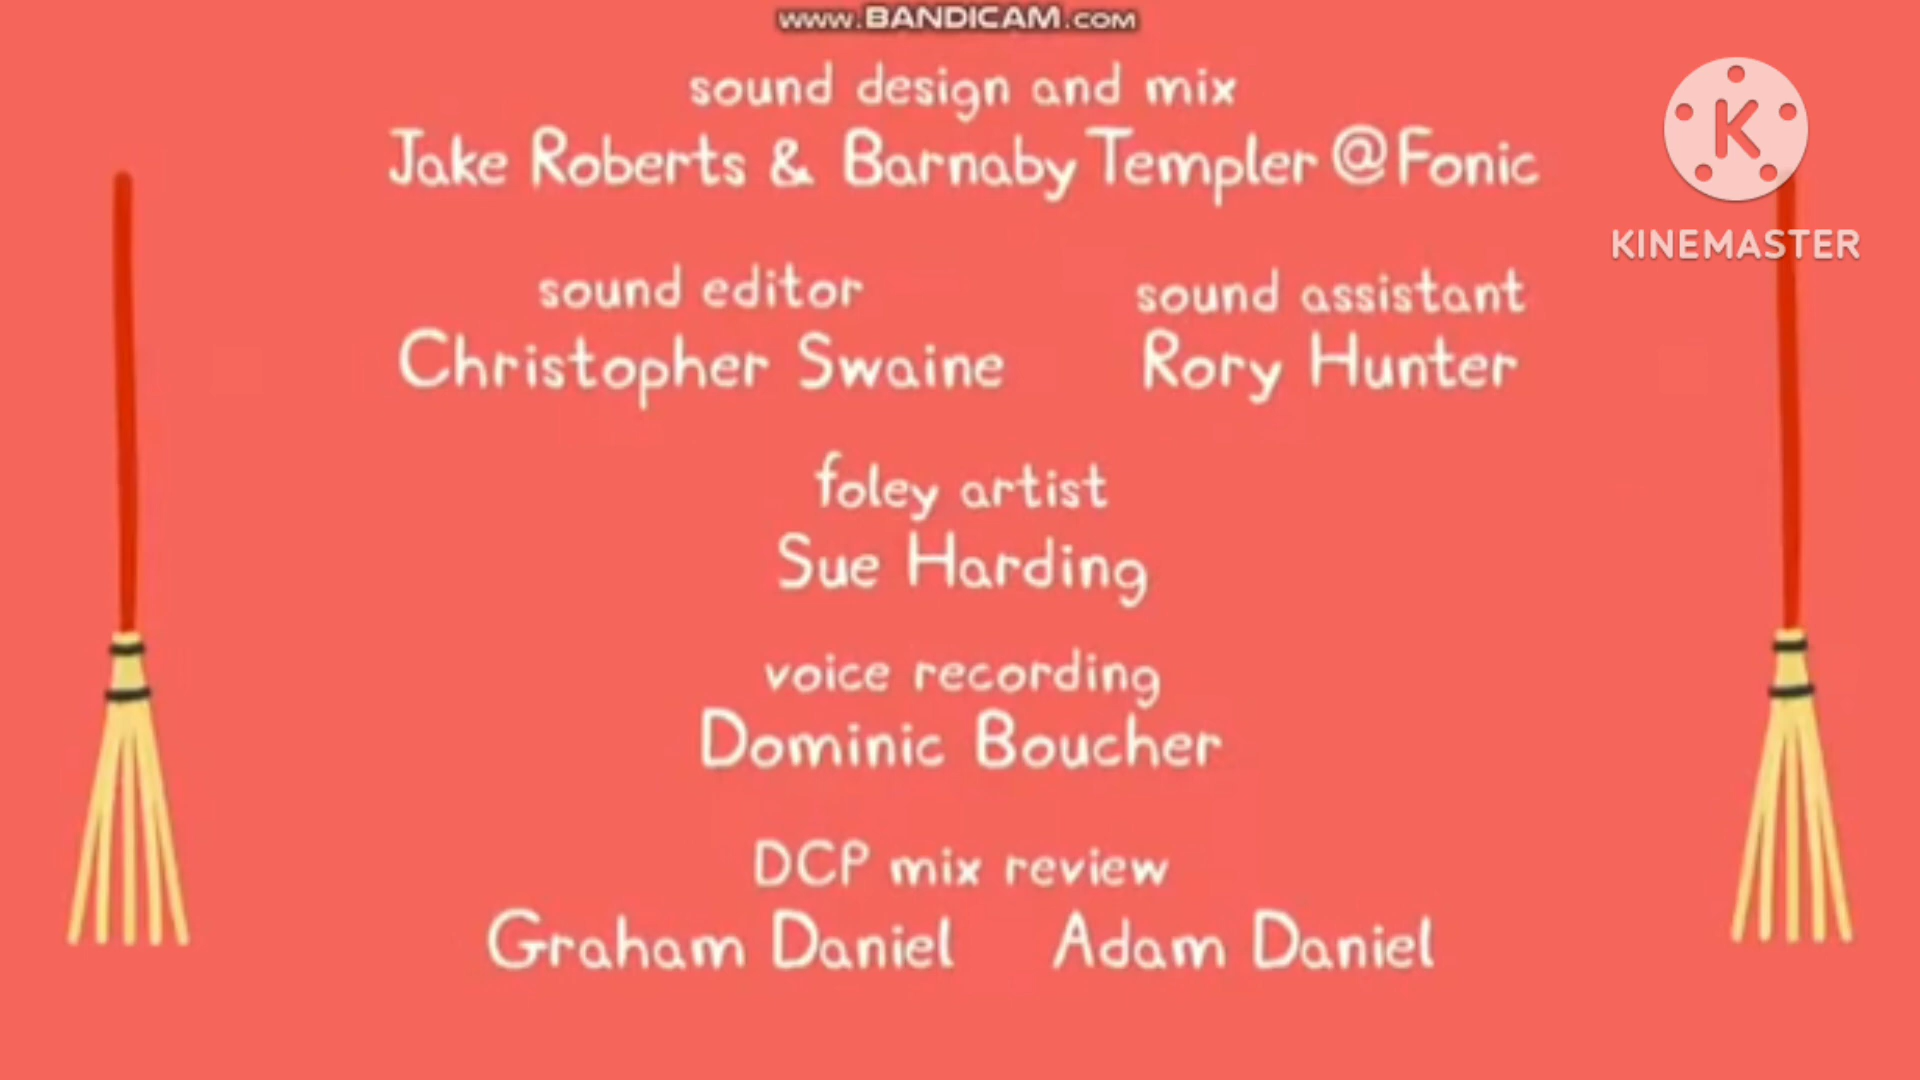 www.BANDICAM.com
sound design and mix
Jake Roberts & Barnaby Templer @Fonic
K
KINEMASTER
sound editor
sound assistant
Christopher Swaine
Rory Hunter
foley artist
Sue Harding
voice recording
Dominic Boucher
DCP mix review
Graham Daniel Adam Daniel